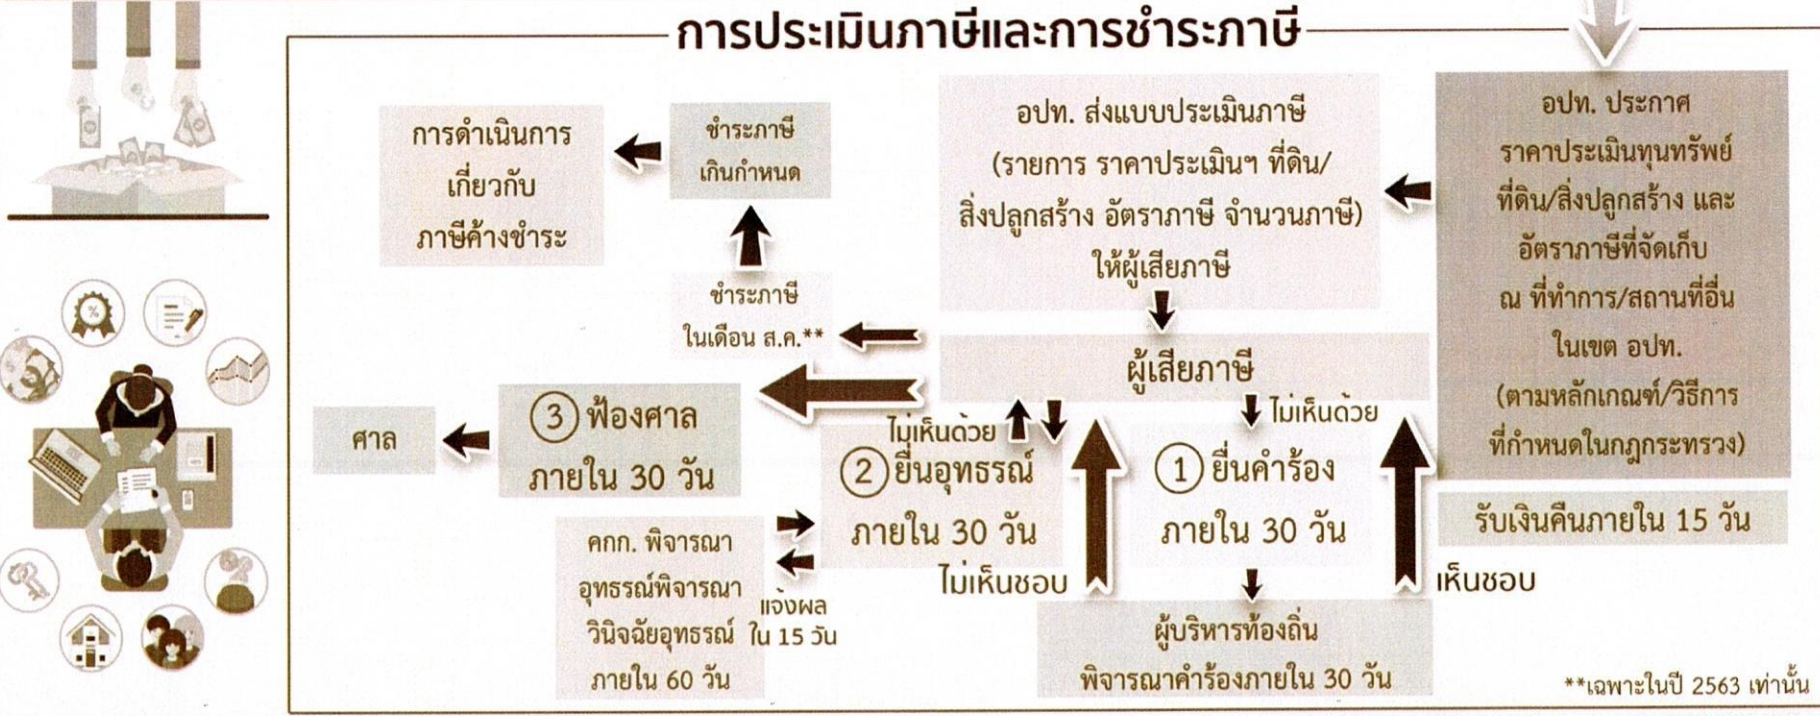 การประเมินภาษีและการชำระภาษี
อปท. ประกาศ
ราคาประเมินทุนทรัพย์
ที่ดิน/สิ่งปลูกสร้าง และ
อัตราภาษีที่จัดเก็บ
ณ ที่ทำการ/สถานที่อื่น
ในเขต อปท.
(ตามหลักเกณฑ์/วิธีการ
ที่กำหนดในกฎกระทรวง)
อปท. ส่งแบบประเมินภาษี
(รายการ ราคาประเมินฯ ที่ดิน/
สิ่งปลูกสร้าง อัตราภาษี จำนวนภาษี)
ให้ผู้เสียภาษี
ผู้เสียภาษี
ชำระภาษี
ในเดือน ส.ค.**
ชำระภาษี
เกินกำหนด
การดำเนินการ
เกี่ยวกับ
ภาษีค้างชำระ
ไม่เห็นด้วย
1 ยื่นคำร้อง
ภายใน 30 วัน
ผู้บริหารท้องถิ่น
พิจารณาคำร้องภายใน 30 วัน
เห็นชอบ
รับเงินคืนภายใน 15 วัน
ไม่เห็นชอบ
ไม่เห็นด้วย
2 ยื่นอุทธรณ์
ภายใน 30 วัน
คกก. พิจารณา
อุทธรณ์พิจารณา
วินิจฉัยอุทธรณ์
ภายใน 60 วัน
แจ้งผล
ใน 15 วัน
3 ฟ้องศาล
ภายใน 30 วัน
ศาล
**เฉพาะในปี 2563 เท่านั้น